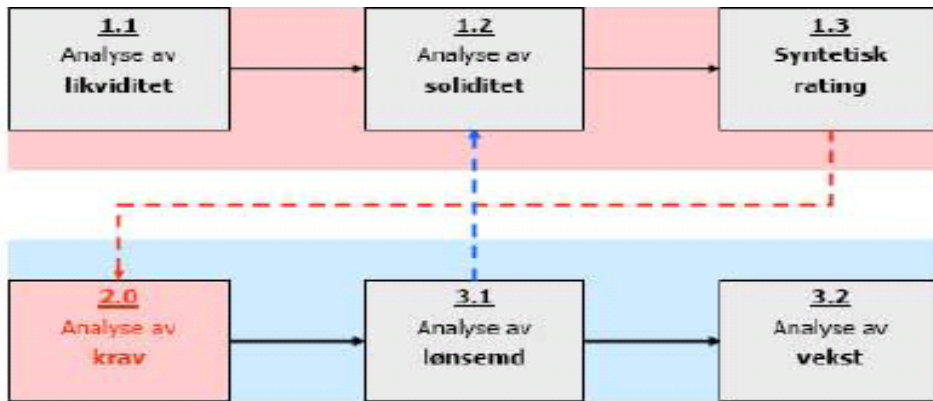 1.1
Analyse av
likviditet
1.2
Analyse av
soliditet
1.3
Syntetisk
rating
2.0
Analyse av
krav
3.1
Analyse av
lønsemd
3.2
Analyse av
vekst